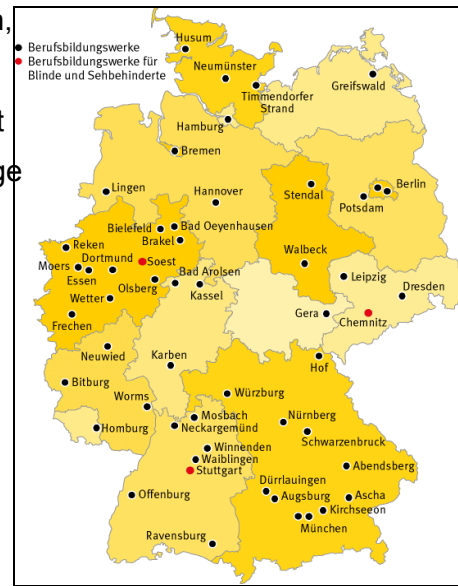 n,
t
ge
Berufsbildungswerke
Berufsbildungswerke für
Blinde und Sehbehinderte
Husum
Neumünster
Timmendorfer
Strand
Greifswald
Hamburg
Bremen
Lingen
Hannover
Stendal
Berlin
Potsdam
Bielefeld
Bad Oeyenhausen
Brakel
Reken
Dortmund
Soest
Walbeck
Moers
Essen
Olsberg
Bad Arolsen
Kassel
Leipzig
Dresden
Wetter
Gera
Chemnitz
Frechen
Neuwied
Karben
Hof
Bitburg
Worms
Würzburg
Mosbach
Neckargemünd
Nürnberg
Homburg
Schwarzenbruck
Winnenden
Waiblingen
Stuttgart
Abendsberg
Dürrlauingen
Offenburg
Augsburg
Ascha
Kirchseeon
München
Ravensburg